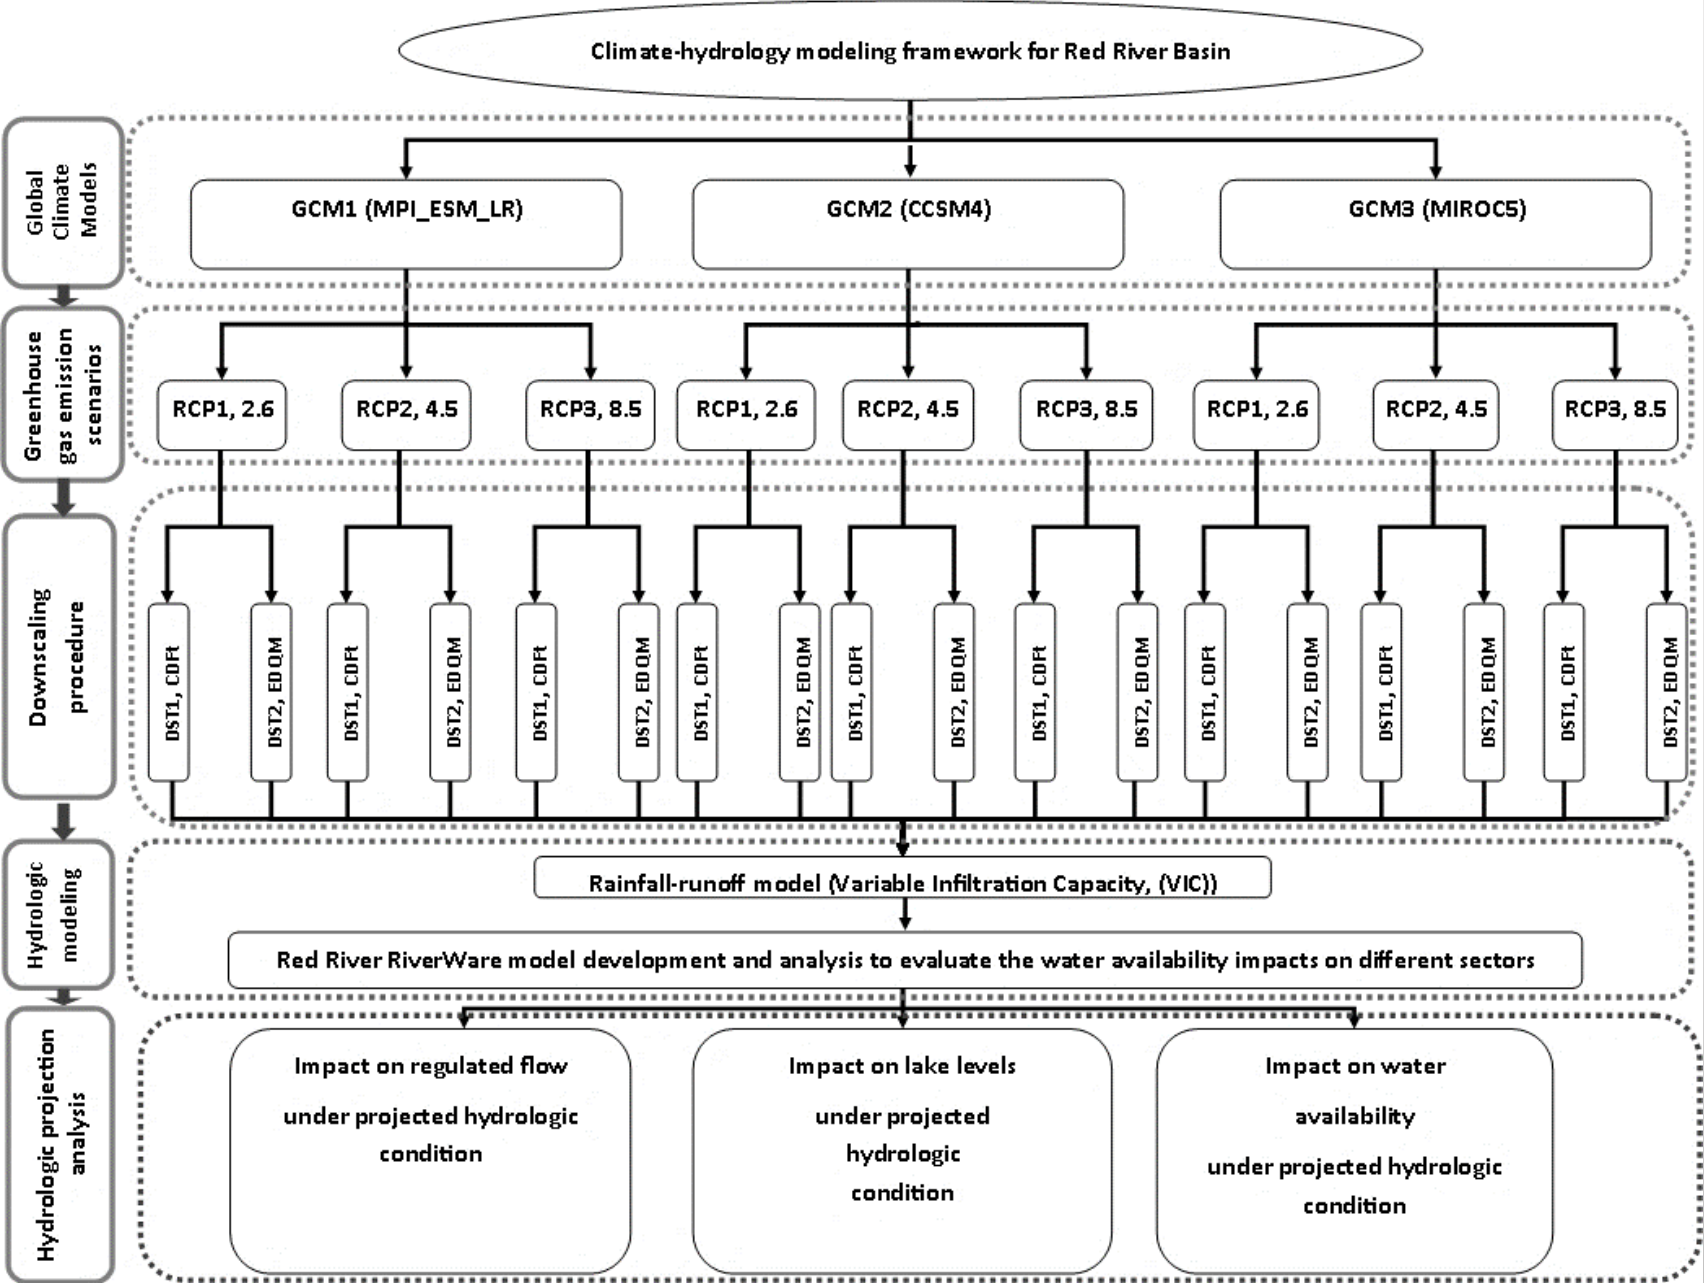 Climate-hydrology modeling framework for Red River Basin
Global
Climate
Models
GCM1 (MPI_ESM_LR)
GCM2 (CCSM4)
GCM3 (MIROC5)
Greenhouse
gas emission
scenarios
RCP1, 2.6
RCP2, 4.5
RCP3, 8.5
RCP1, 2.6
RCP2, 4.5
RCP3, 8.5
RCP1, 2.6
RCP2, 4.5
RCP3, 8.5
Downscaling
procedure
DST1, CDFt
DST2, EDQM
DST1, CDFt
DST2, EDQM
DST1, CDFt
DST2, EDQM
DST1, CDFt
DST2, EDQM
DST1, CDFt
DST2, EDQM
DST1, CDFt
DST2, EDQM
DST1, CDFt
DST2, EDQM
DST1, CDFt
DST2, EDQM
DST1, CDFt
DST2, EDQM
Hydrologic
modeling
Rainfall-runoff model (Variable Infiltration Capacity, (VIC))
Red River RiverWare model development and analysis to evaluate the water availability impacts on different sectors
Hydrologic projection
analysis
Impact on regulated flow
under projected hydrologic
condition
Impact on lake levels
under projected
hydrologic
condition
Impact on water
availability
under projected hydrologic
condition